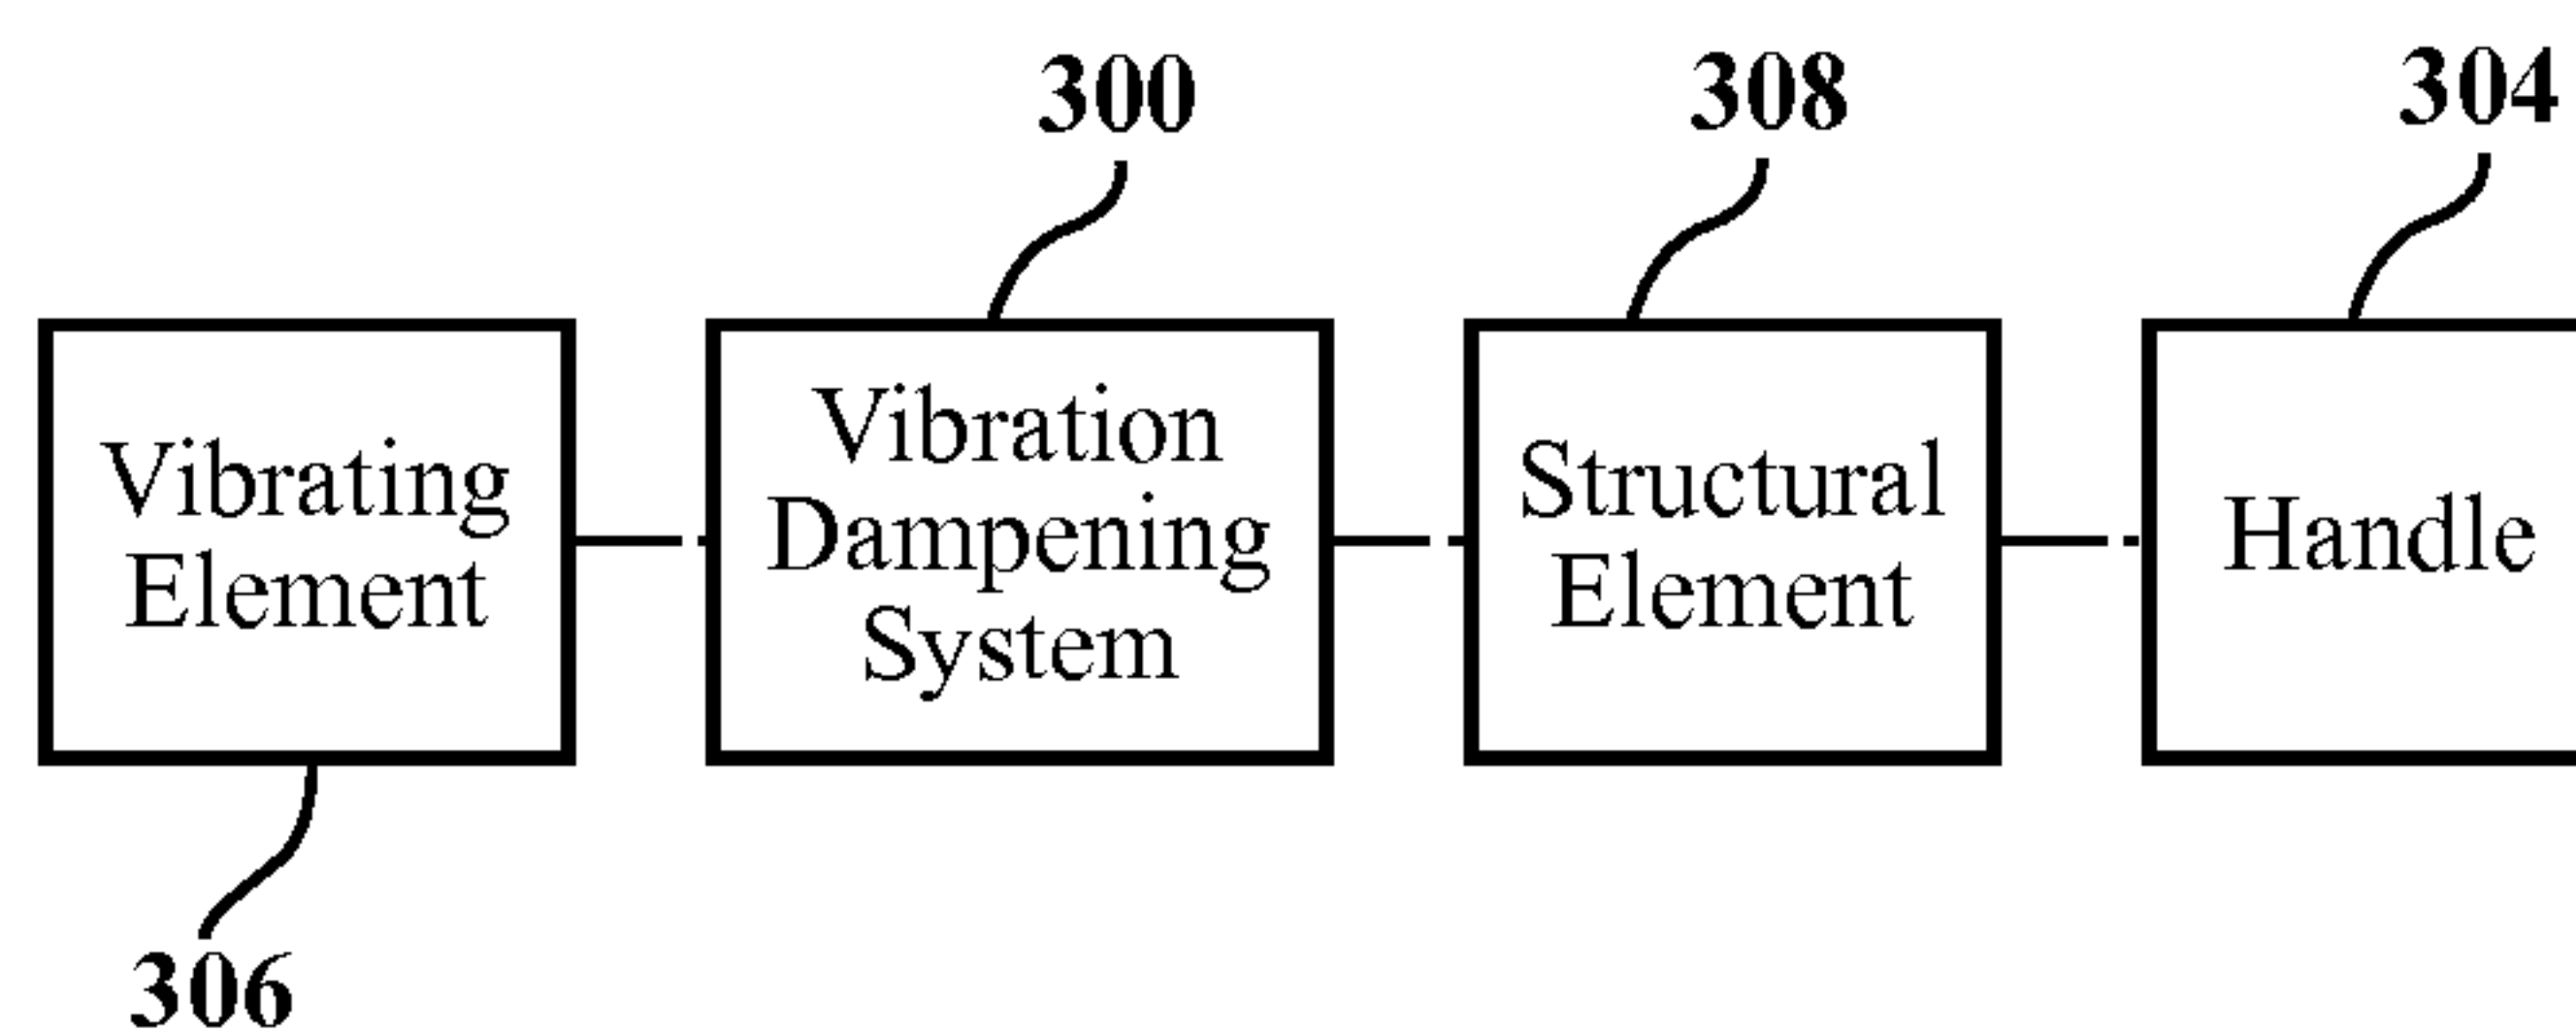 300
308
304
Vibrating
Element
Vibration
Dampening
System
Structural
Element
Handle
306